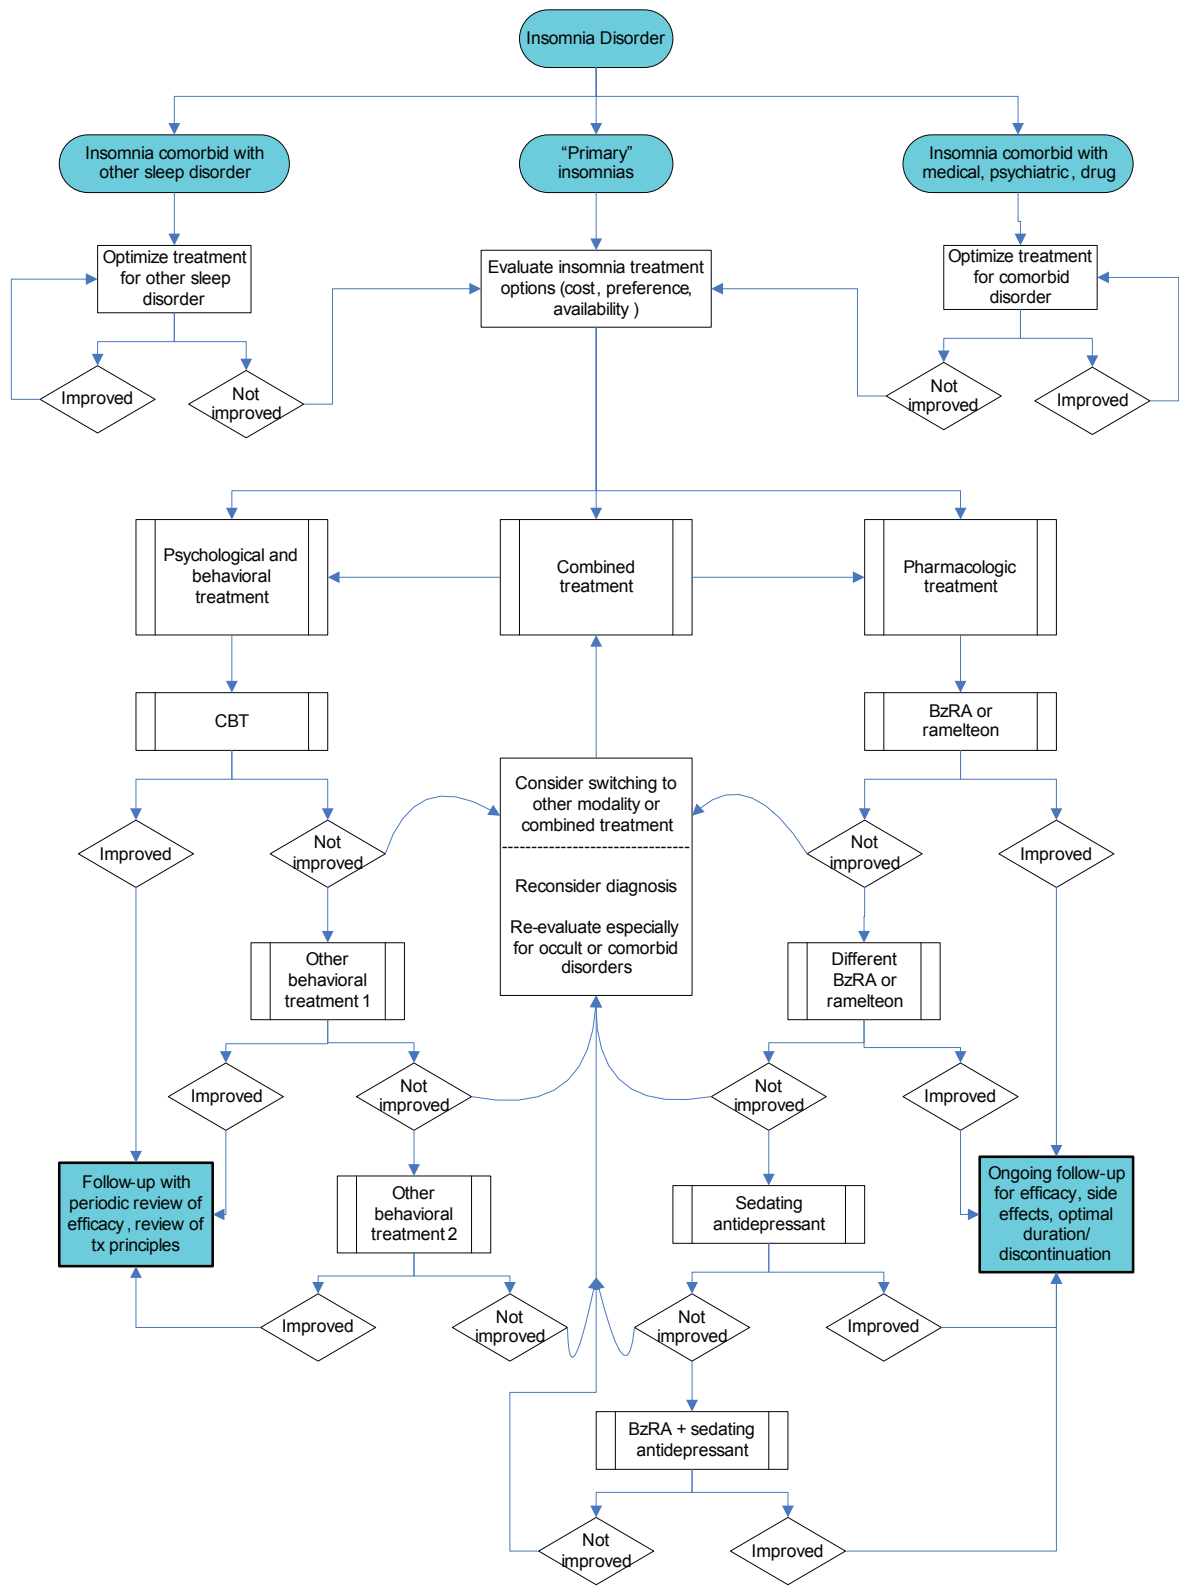 Insomnia Disorder
Insomnia comorbid with
other sleep disorder
“Primary”
insomnias
Insomnia comorbid with
medical, psychiatric, drug
Optimize treatment
for other sleep
disorder
Evaluate insomnia treatment
options (cost, preference,
availability )
Optimize treatment
for comorbid
disorder
Improved
Not
improved
Not
improved
Improved
Psychological and
behavioral
treatment
Combined
treatment
Pharmacologic
treatment
CBT
BzRA or
ramelteon
Consider switching to
other modality or
combined treatment
Reconsider diagnosis
Re-evaluate especially
for occult or comorbid
disorders
Improved
Not
improved
Not
improved
Improved
Other
behavioral
treatment 1
Different
BzRA or
ramelteon
Improved
Not
improved
Not
improved
Improved
Follow-up with
periodic review of
efficacy, review of
tx principles
Other
behavioral
treatment 2
Sedating
antidepressant
Ongoing follow-up
for efficacy, side
effects, optimal
duration/
discontinuation
Improved
Not
improved
Not
improved
Improved
BzRA + sedating
antidepressant
Not
improved
Improved